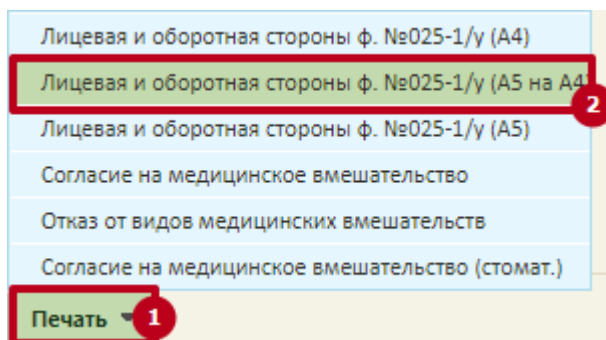 Лицевая и оборотная стороны ф. №025-1/у (А4)
Лицевая и оборотная стороны ф. №025-1/у (А5 на А4
2
Лицевая и оборотная стороны ф. №025-1/у (А5)
Согласие на медицинское вмешательство
Отказ от видов медицинских вмешательств
Согласие на медицинское вмешательство (стомат.)
Печать 1